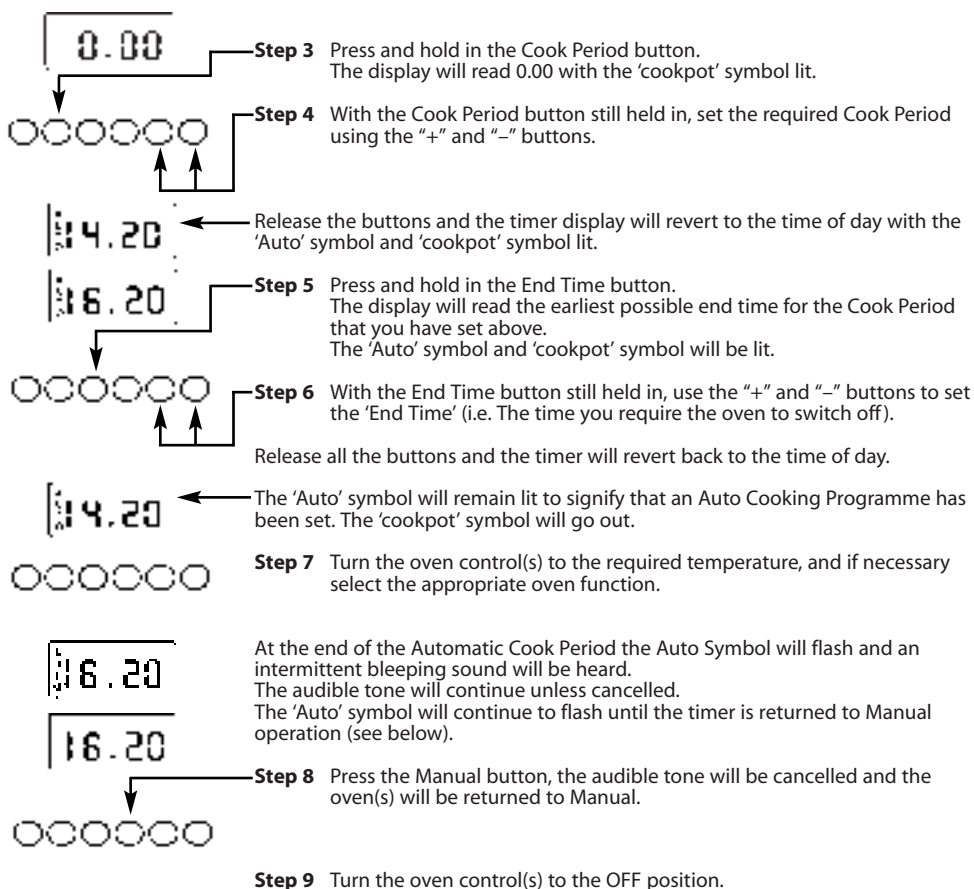 0.00
Step 3 Press and hold in the Cook Period button.
The display will read 0.00 with the ‘cookpot’ symbol lit.
Step 4 With the Cook Period button still held in, set the required Cook Period
using the “+” and “–” buttons.
14.20
Release the buttons and the timer display will revert to the time of day with the
‘Auto’ symbol and ‘cookpot’ symbol lit.
16.20
Step 5 Press and hold in the End Time button.
The display will read the earliest possible end time for the Cook Period
that you have set above.
The ‘Auto’ symbol and ‘cookpot’ symbol will be lit.
Step 6 With the End Time button still held in, use the “+” and “–” buttons to set
the ‘End Time’ (i.e. The time you require the oven to switch off).
Release all the buttons and the timer will revert back to the time of day.
14.20
The ‘Auto’ symbol will remain lit to signify that an Auto Cooking Programme has
been set. The ‘cookpot’ symbol will go out.
Step 7 Turn the oven control(s) to the required temperature, and if necessary
select the appropriate oven function.
16.20
At the end of the Automatic Cook Period the Auto Symbol will flash and an
intermittent bleeping sound will be heard.
The audible tone will continue unless cancelled.
The ‘Auto’ symbol will continue to flash until the timer is returned to Manual
operation (see below).
16.20
Step 8 Press the Manual button, the audible tone will be cancelled and the
oven(s) will be returned to Manual.
Step 9 Turn the oven control(s) to the OFF position.